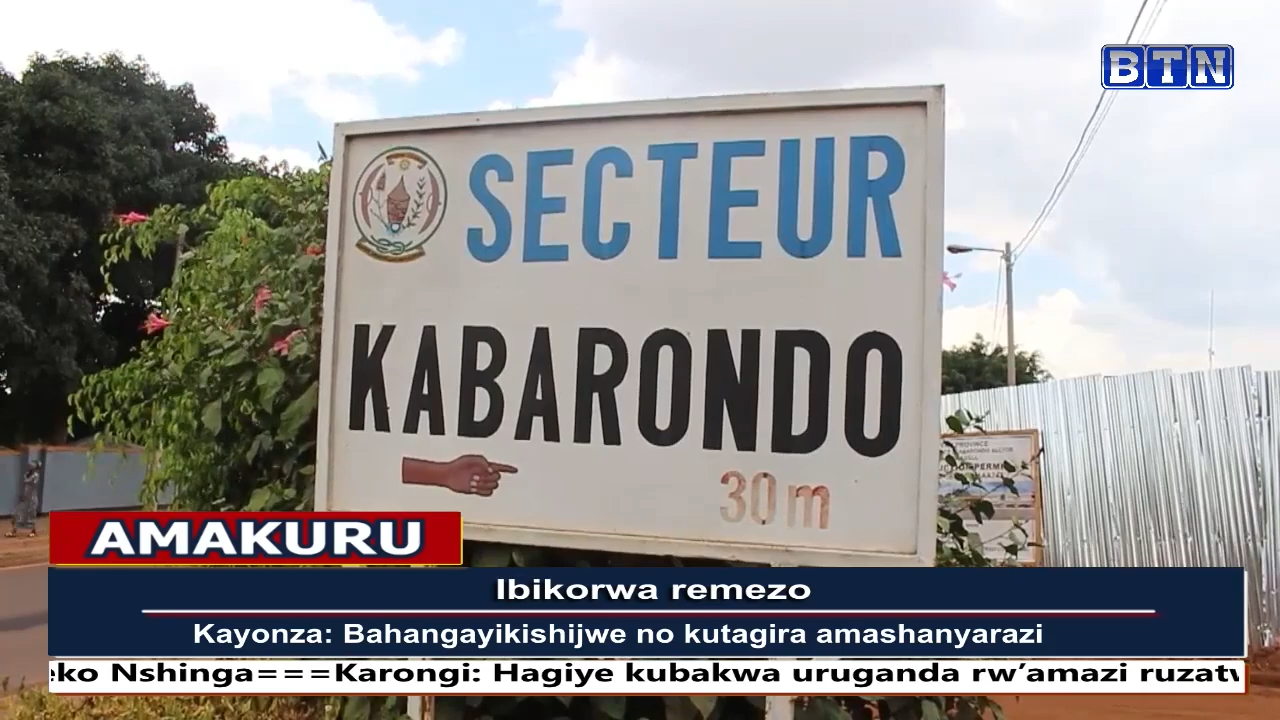 BTN
SECTEUR
KABARONDO
30 m
PROVINCE
AMAKURU
Ibikorwa remezo
Kayonza: Bahangayikishijwe no kutagira amashanyarazi
Nshinga===Karongi: Hagiye kubakwa uruganda rw’amazi